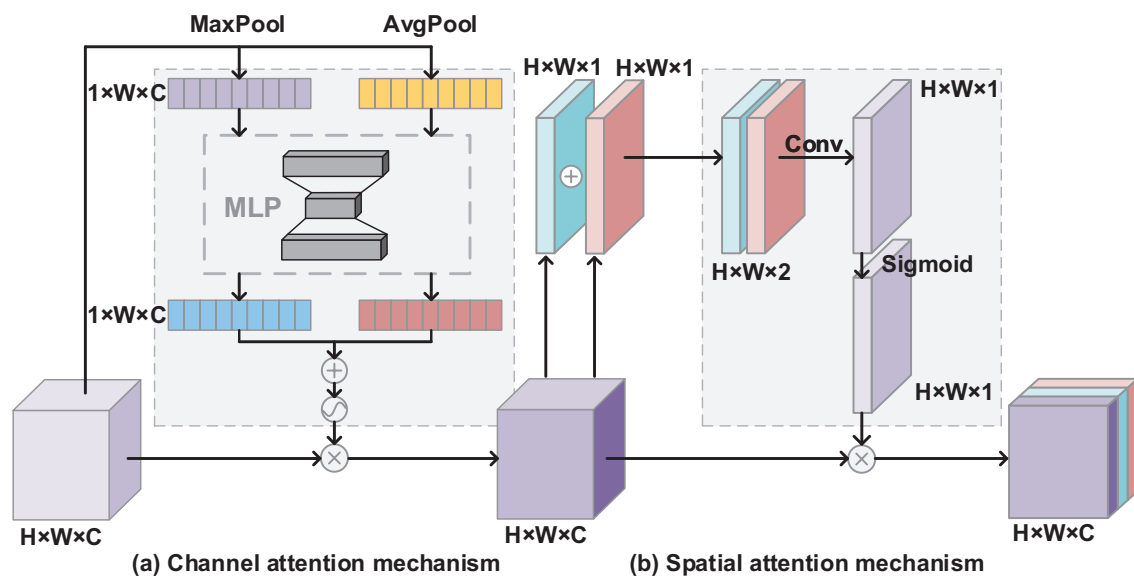 MaxPool
AvgPool
1×W×C
MLP
1×W×C
H×W×C
(a) Channel attention mechanism
H×W×1
H×W×1
H×W×2
Conv
H×W×1
Sigmoid
H×W×1
H×W×C
H×W×C
(b) Spatial attention mechanism